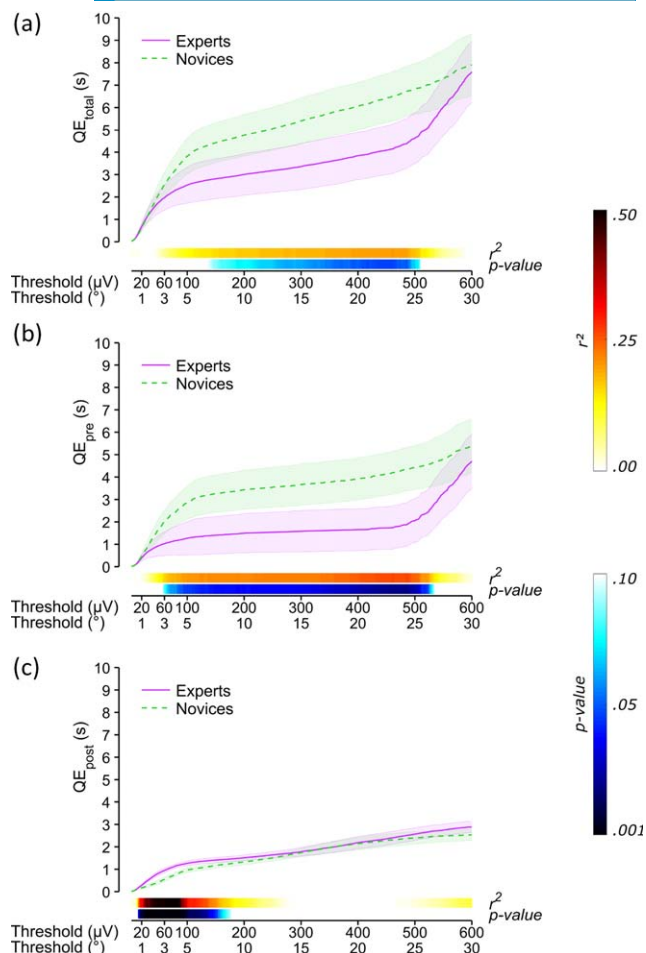 (a)
10
9
8
7
6
5
4
3
2
1
0
QE_total (s)
Experts
Novices
r²
p-value
Threshold (µV) 20 60 100 200 300 400 500 600
Threshold (°) 1 3 5 10 15 20 25 30
(b)
10
9
8
7
6
5
4
3
2
1
0
QE_pre (s)
Experts
Novices
r²
p-value
Threshold (µV) 20 60 100 200 300 400 500 600
Threshold (°) 1 3 5 10 15 20 25 30
(c)
10
9
8
7
6
5
4
3
2
1
0
QE_post (s)
Experts
Novices
r²
p-value
Threshold (µV) 20 60 100 200 300 400 500 600
Threshold (°) 1 3 5 10 15 20 25 30
.50
.25
.00
r²
.10
.05
.001
p-value